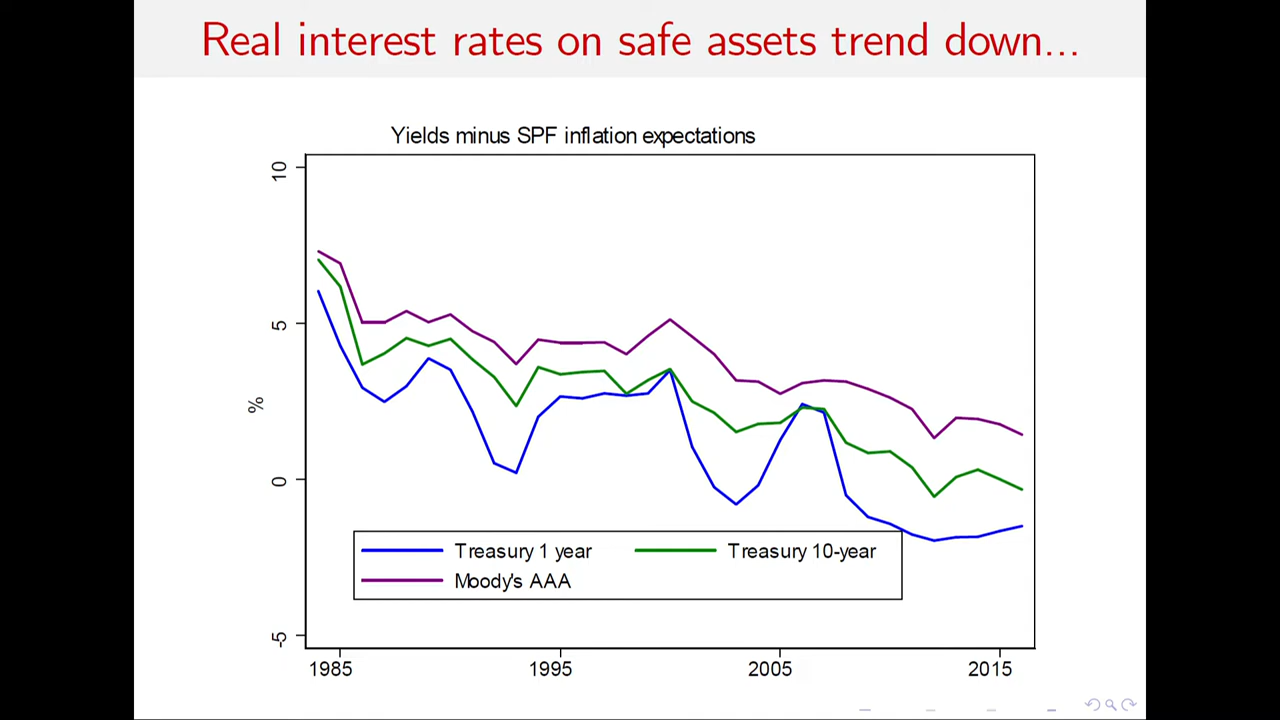 Real interest rates on safe assets trend down...
Yields minus SPF inflation expectations
10
5
%
0
-5
Treasury 1 year
Treasury 10-year
Moody's AAA
1985
1995
2005
2015